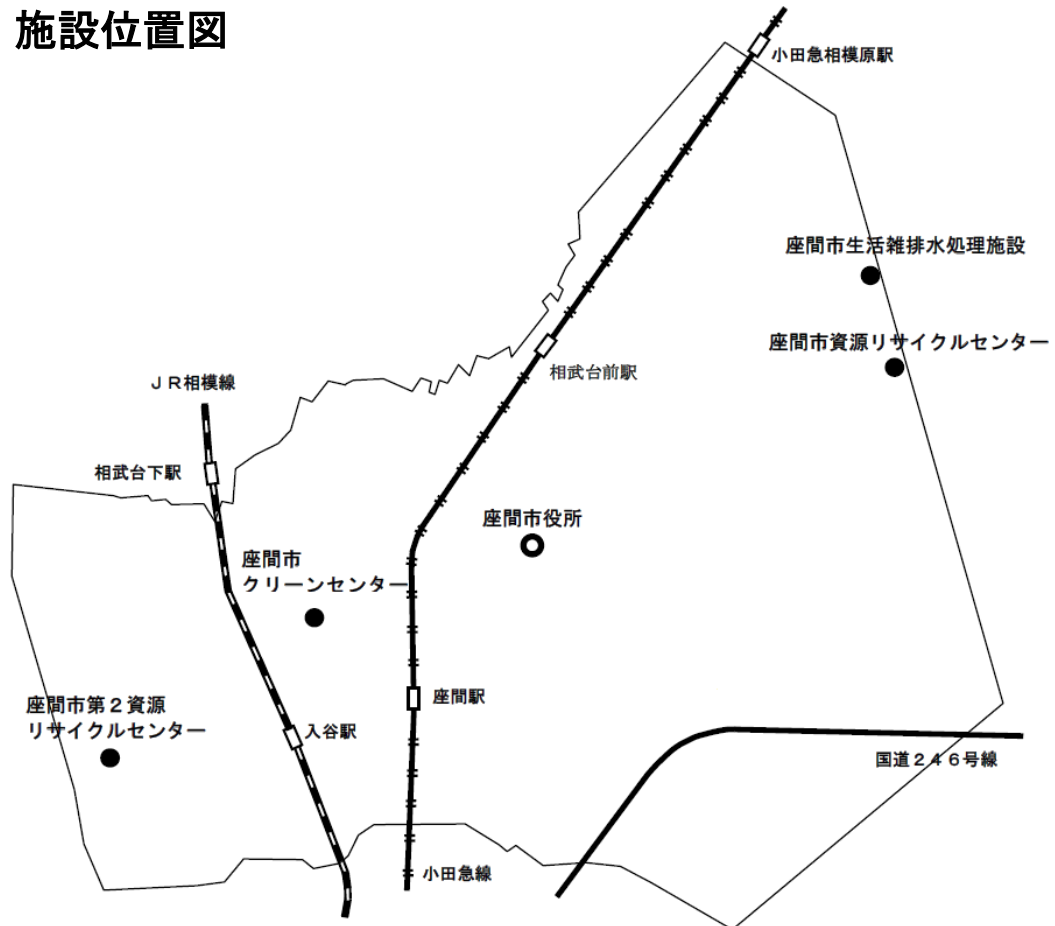 施設位置図
小田急相模原駅
座間市生活雑排水処理施設
座間市資源リサイクルセンター
相武台前駅
ＪＲ相模線
相武台下駅
座間市役所
座間市
クリーンセンター
座間駅
座間市第２資源
リサイクルセンター
入谷駅
国道２４６号線
小田急線